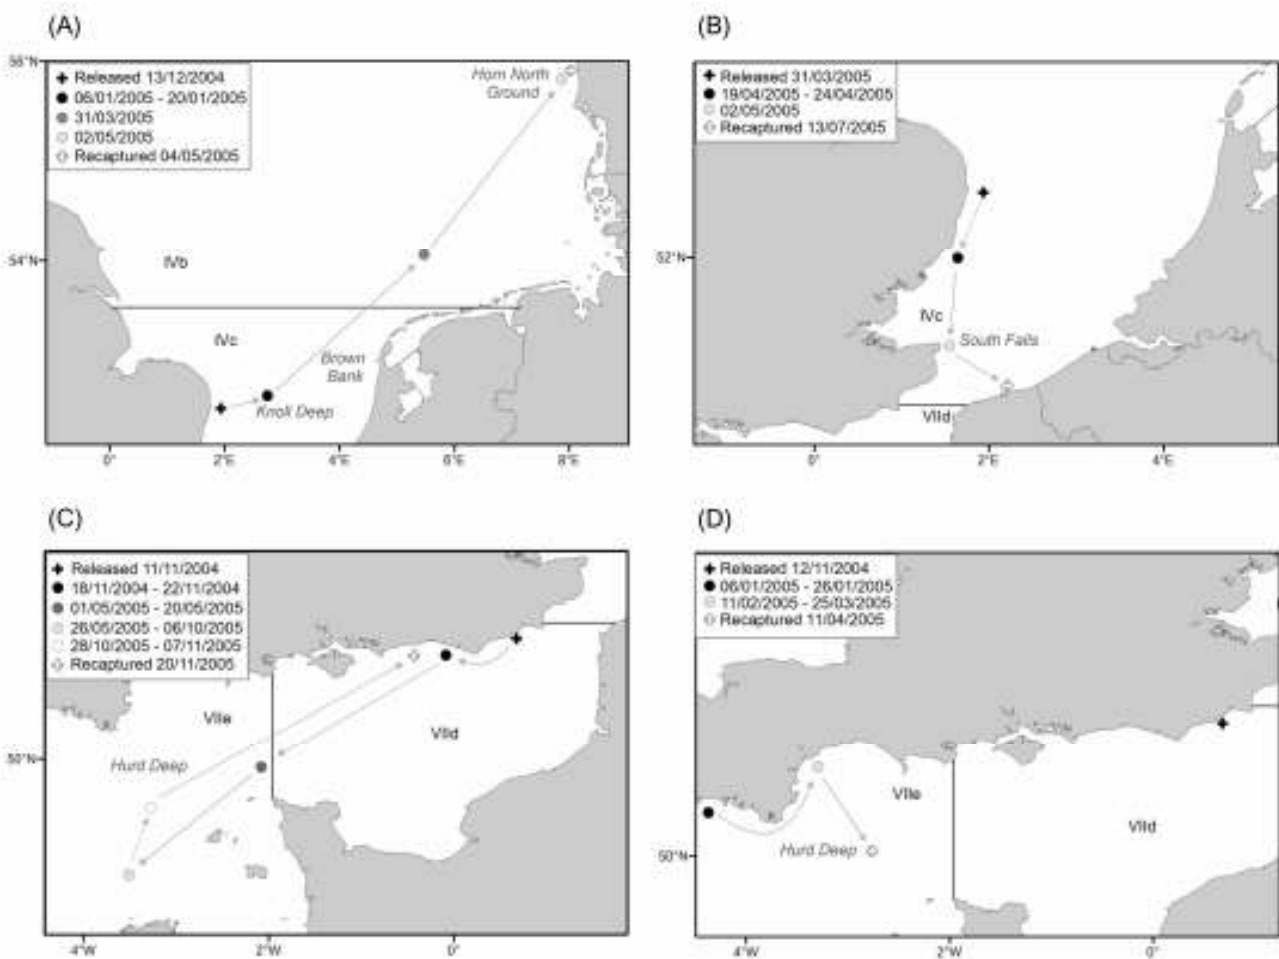 (A)
56°N
Released 13/12/2004
06/01/2005 - 20/01/2005
31/03/2005
02/05/2005
Recaptured 04/05/2005
Horn North
Ground
54°N
IVb
IVc
Brown
Bank
Knoll Deep
0°
2°E
4°E
6°E
8°E
(B)
Released 31/03/2005
19/04/2005 - 24/04/2005
02/05/2005
Recaptured 13/07/2005
52°N
IVc
South Falls
VIId
0°
2°E
4°E
(C)
Released 11/11/2004
18/11/2004 - 22/11/2004
01/05/2005 - 20/05/2005
26/05/2005 - 06/10/2005
28/10/2005 - 07/11/2005
Recaptured 20/11/2005
VIIe
VIId
50°N
Hurd Deep
4°W
2°W
0°
(D)
Released 12/11/2004
06/01/2005 - 26/01/2005
11/02/2005 - 25/03/2005
Recaptured 11/04/2005
VIIe
VIId
50°N
Hurd Deep
4°W
2°W
0°